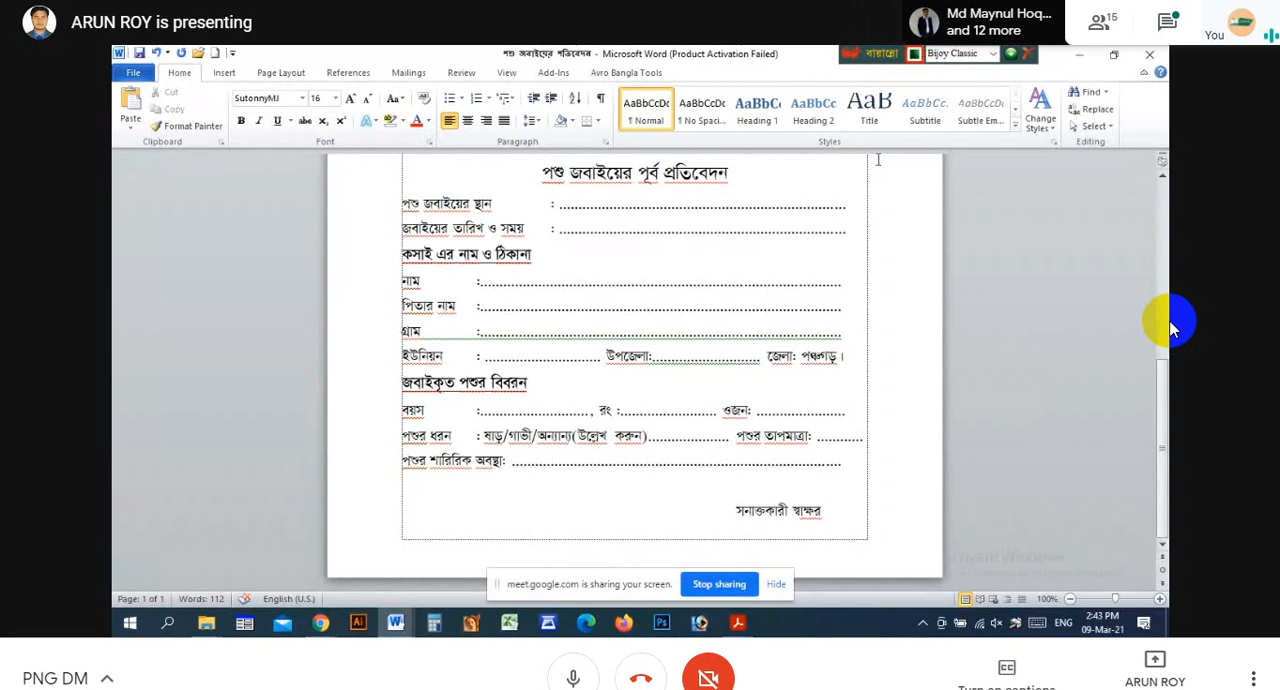 ARUN ROY is presenting
Md Maynul Hoq...
and 12 more
15
You
পশু জবাইয়ের প্রতিবেদন - Microsoft Word (Product Activation Failed)
বায়ান্নো
Bijoy Classic
File Home Insert Page Layout References Mailings Review View Add-Ins Avro Bangla Tools
Cut
Copy
Paste
Format Painter
SutonnyMJ 16
AaBbCcDc AaBbCcDc AaBbC AaBbCc AaB AaBbCc. AaBbCcDc
¶ Normal ¶ No Spaci... Heading 1 Heading 2 Title Subtitle Subtle Em...
Change
Styles
Find
Replace
Select
Clipboard Font Paragraph Styles Editing
পশু জবাইয়ের পূর্ব প্রতিবেদন
পশু জবাইয়ের স্থান : ..........................................................................
জবাইয়ের তারিখ ও সময় : ..........................................................................
কসাই এর নাম ও ঠিকানা
নাম :..............................................................................................
পিতার নাম :..............................................................................................
গ্রাম :..............................................................................................
ইউনিয়ন : .............................. উপজেলা:............................ জেলা: পঞ্চগড়।
জবাইকৃত পশুর বিবরন
বয়স :............................, রং :......................... ওজন: .......................
পশুর ধরন : ষাড়/গাভী/অন্যান্য(উল্লেখ করুন)..................... পশুর তাপমাত্রা: ............
পশুর শারিরিক অবস্থা: ......................................................................................
সনাক্তকারী স্বাক্ষর
meet.google.com is sharing your screen. Stop sharing Hide
Page: 1 of 1 Words: 112 English (U.S.) 100%
ENG
2:43 PM
09-Mar-21
PNG DM
Turn on captions
ARUN ROY